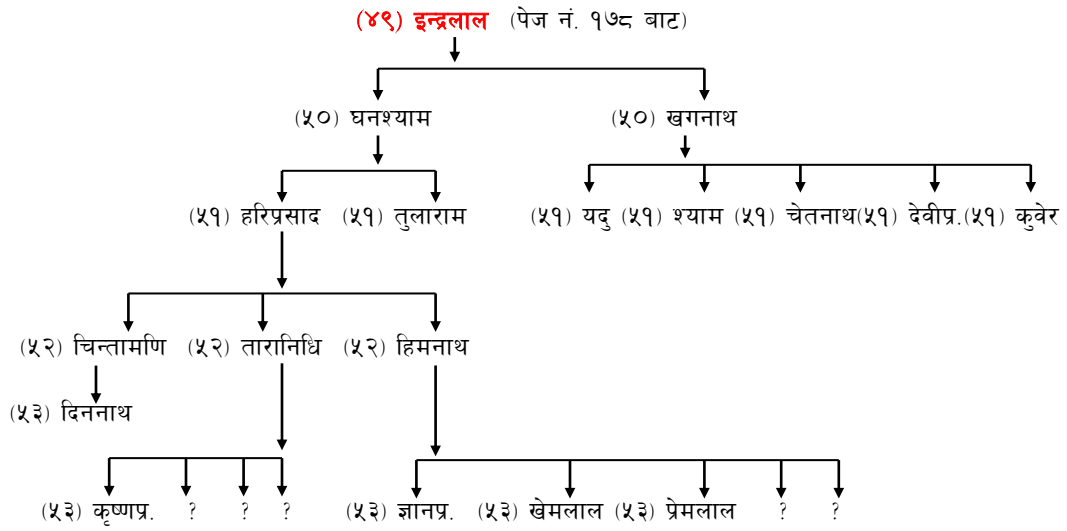 (४९) इन्द्रलाल (पेज नं. १७८ बाट)
(५०) घनश्याम (५०) खगनाथ
(५१) हरिप्रसाद (५१) तुलाराम (५१) यदु (५१) श्याम (५१) चेतनाथ(५१) देवीप्र.(५१) कुवेर
(५२) चिन्तामणि (५२) तारानिधि (५२) हिमनाथ
(५३) दिननाथ
(५३) कृष्णप्र. ? ? ? (५३) ज्ञानप्र. (५३) खेमलाल (५३) प्रेमलाल ? ?